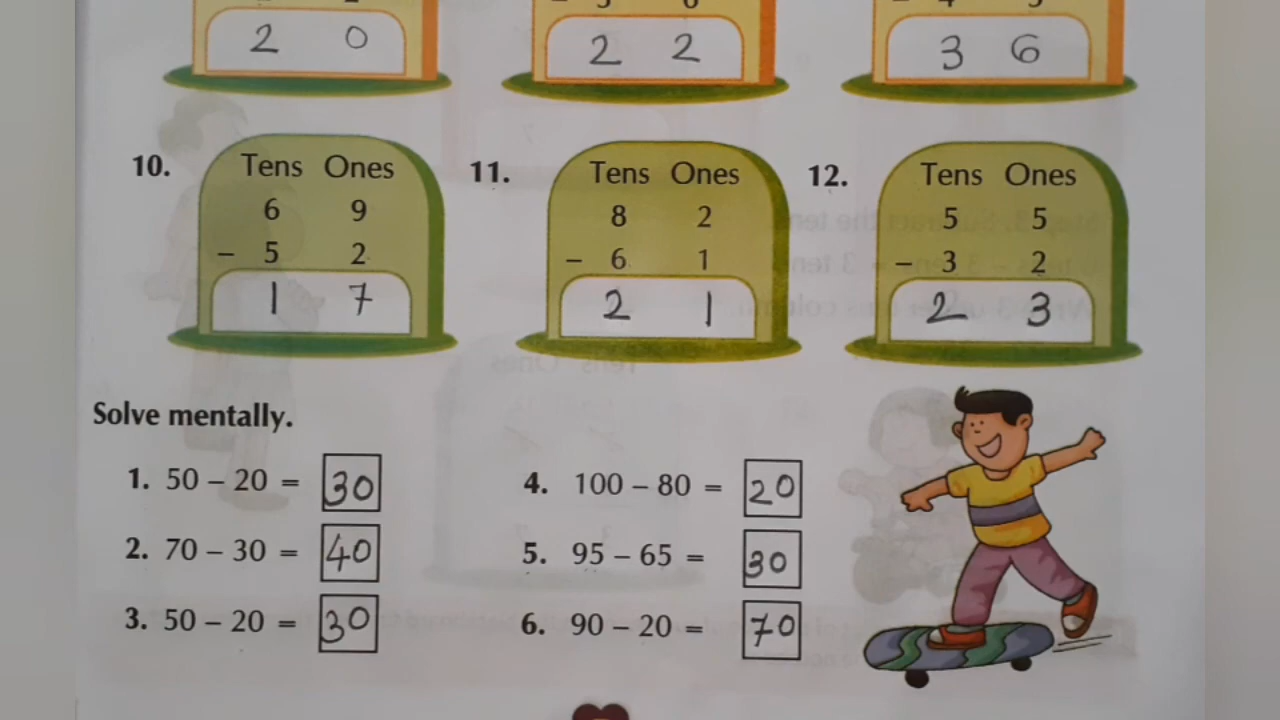 2 0
2 2
3 6
10. Tens Ones
6 9
– 5 2
1 7
11. Tens Ones
8 2
– 6 1
2 1
12. Tens Ones
5 5
– 3 2
2 3
Solve mentally.
1. 50 – 20 = 30
2. 70 – 30 = 40
3. 50 – 20 = 30
4. 100 – 80 = 20
5. 95 – 65 = 30
6. 90 – 20 = 70